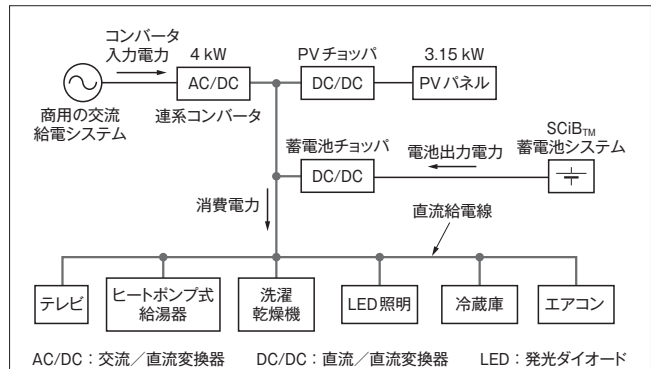 コンバータ
入力電力
4 kW
AC/DC
連系コンバータ
商用の交流
給電システム
PVチョッパ
DC/DC
3.15 kW
PVパネル
蓄電池チョッパ
DC/DC
電池出力電力
SCiBTM
蓄電池システム
消費電力
直流給電線
テレビ
ヒートポンプ式
給湯器
洗濯
乾燥機
LED照明
冷蔵庫
エアコン
AC/DC：交流／直流変換器 DC/DC：直流／直流変換器 LED：発光ダイオード